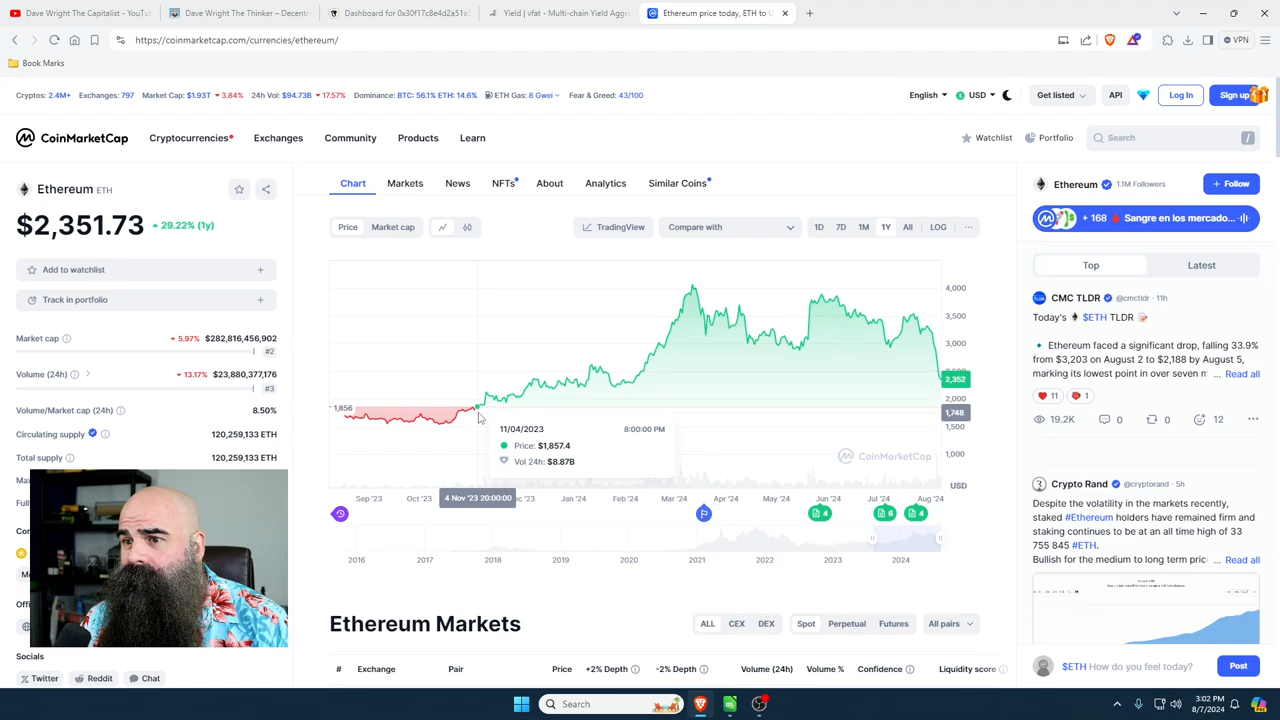 Dave Wright The Capitalist - YouT
Dave Wright The Thinker – Decentr
Dashboard for 0x30f17c8e4d2a51a
Yield | vfat - Multi-chain Yield Aggre
Ethereum price today, ETH to U
https://coinmarketcap.com/currencies/ethereum/
VPN
Book Marks
Cryptos: 2.4M+ Exchanges: 797 Market Cap: $1.93T 3.84% 24h Vol: $94.73B 17.57% Dominance: BTC: 56.1% ETH: 14.6% ETH Gas: 8 Gwei Fear & Greed: 43/100
English USD Get listed API Log In Sign up
CoinMarketCap Cryptocurrencies Exchanges Community Products Learn
Watchlist Portfolio Search /
Ethereum ETH
$2,351.73 29.22% (1y)
Add to watchlist +
Track in portfolio +
Market cap 5.97% $282,816,456,902
#2
Volume (24h) 13.17% $23,880,377,176
#3
Volume/Market cap (24h) 8.50%
Circulating supply 120,259,133 ETH
Total supply 120,259,133 ETH
Socials
Twitter Reddit Chat
Chart Markets News NFTs About Analytics Similar Coins
Price Market cap TradingView Compare with 1D 7D 1M 1Y All LOG ...
4,000
3,500
3,000
2,352
2,000
1,856
1,748
1,500
1,000
11/04/2023 8:00:00 PM
Price: $1,857.4
Vol 24h: $8.87B
CoinMarketCap
USD
Sep '23 Oct '23 4 Nov '23 20:00:00 c '23 Jan '24 Feb '24 Mar '24 Apr '24 May '24 Jun '24 Jul '24 Aug '24
4 6 4
2016 2017 2018 2019 2020 2021 2022 2023 2024
Ethereum Markets
ALL CEX DEX Spot Perpetual Futures All pairs
# Exchange Pair Price +2% Depth -2% Depth Volume (24h) Volume % Confidence Liquidity score
Ethereum 1.1M Followers + Follow
+ 168 Sangre en los mercado...
Top Latest
CMC TLDR @cmctldr · 11h
Today's $ETH TLDR
Ethereum faced a significant drop, falling 33.9%
from $3,203 on August 2 to $2,188 by August 5,
marking its lowest point in over seven m ... Read all
11 1
19.2K 0 0 12 ...
Crypto Rand @cryptorand · 5h
Despite the volatility in the markets recently,
staked #Ethereum holders have remained firm and
staking continues to be at an all time high of 33
755 845 #ETH.
Bullish for the medium to long term pric ... Read all
$ETH How do you feel today? Post
Search
3:02 PM
8/7/2024